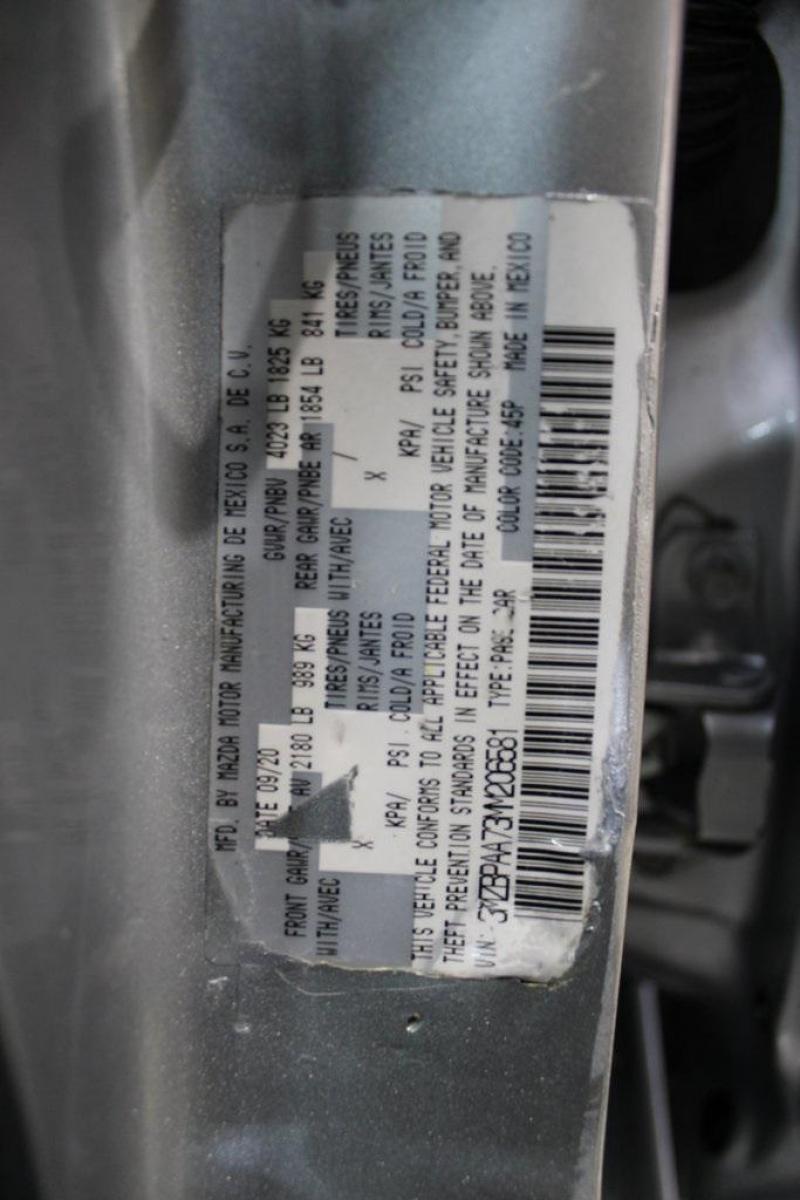 MFD. BY MAZDA MOTOR MANUFACTURING DE MEXICO S.A. DE C.V.
DATE 09/20 GVWR/PNBV 4023 LB 1825 KG
FRONT GAWR/ AV 2180 LB 989 KG REAR GAWR/PNBE AR 1854 LB 841 KG
WITH/AVEC TIRES/PNEUS WITH/AVEC / TIRES/PNEUS
X RIMS/JANTES X RIMS/JANTES
KPA/ PSI. COLD/A FROID KPA/ PSI COLD/A FROID
THIS VEHICLE CONFORMS TO ALL APPLICABLE FEDERAL MOTOR VEHICLE SAFETY, BUMPER, AND
THEFT PREVENTION STANDARDS IN EFFECT ON THE DATE OF MANUFACTURE SHOWN ABOVE.
VIN: 3MZBPAA73MM206581 TYPE:PASS CAR COLOR CODE:45P MADE IN MEXICO